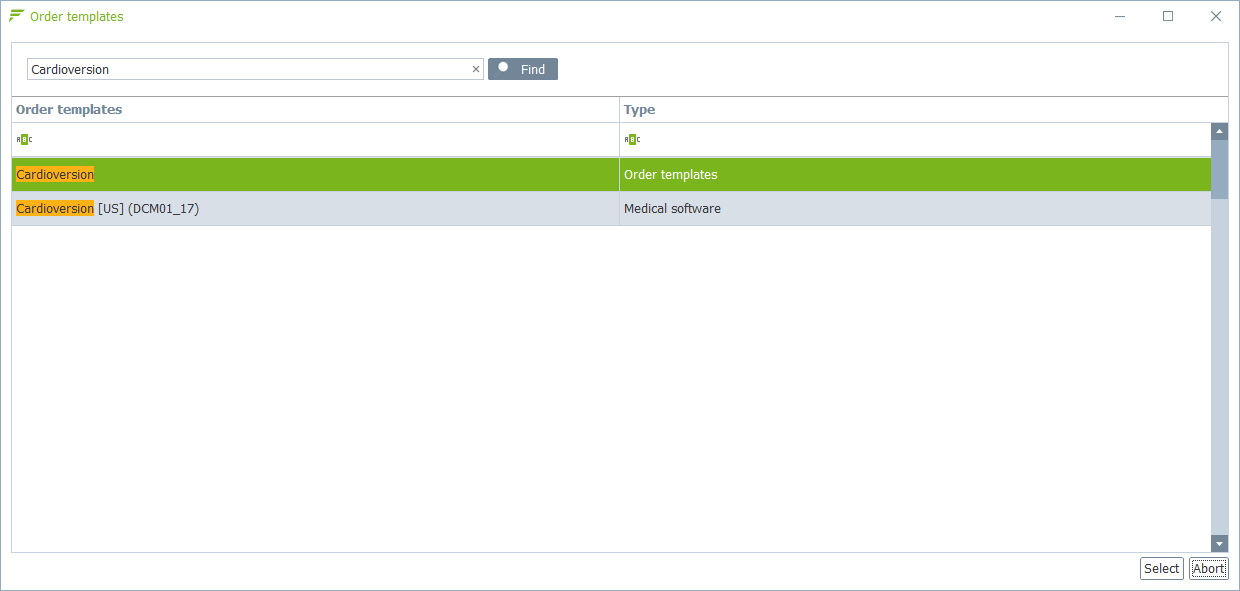 Order templates
Cardioversion × Find
Order templates Type
ABC ABC
Cardioversion Order templates
Cardioversion [US] (DCM01_17) Medical software
Select Abort